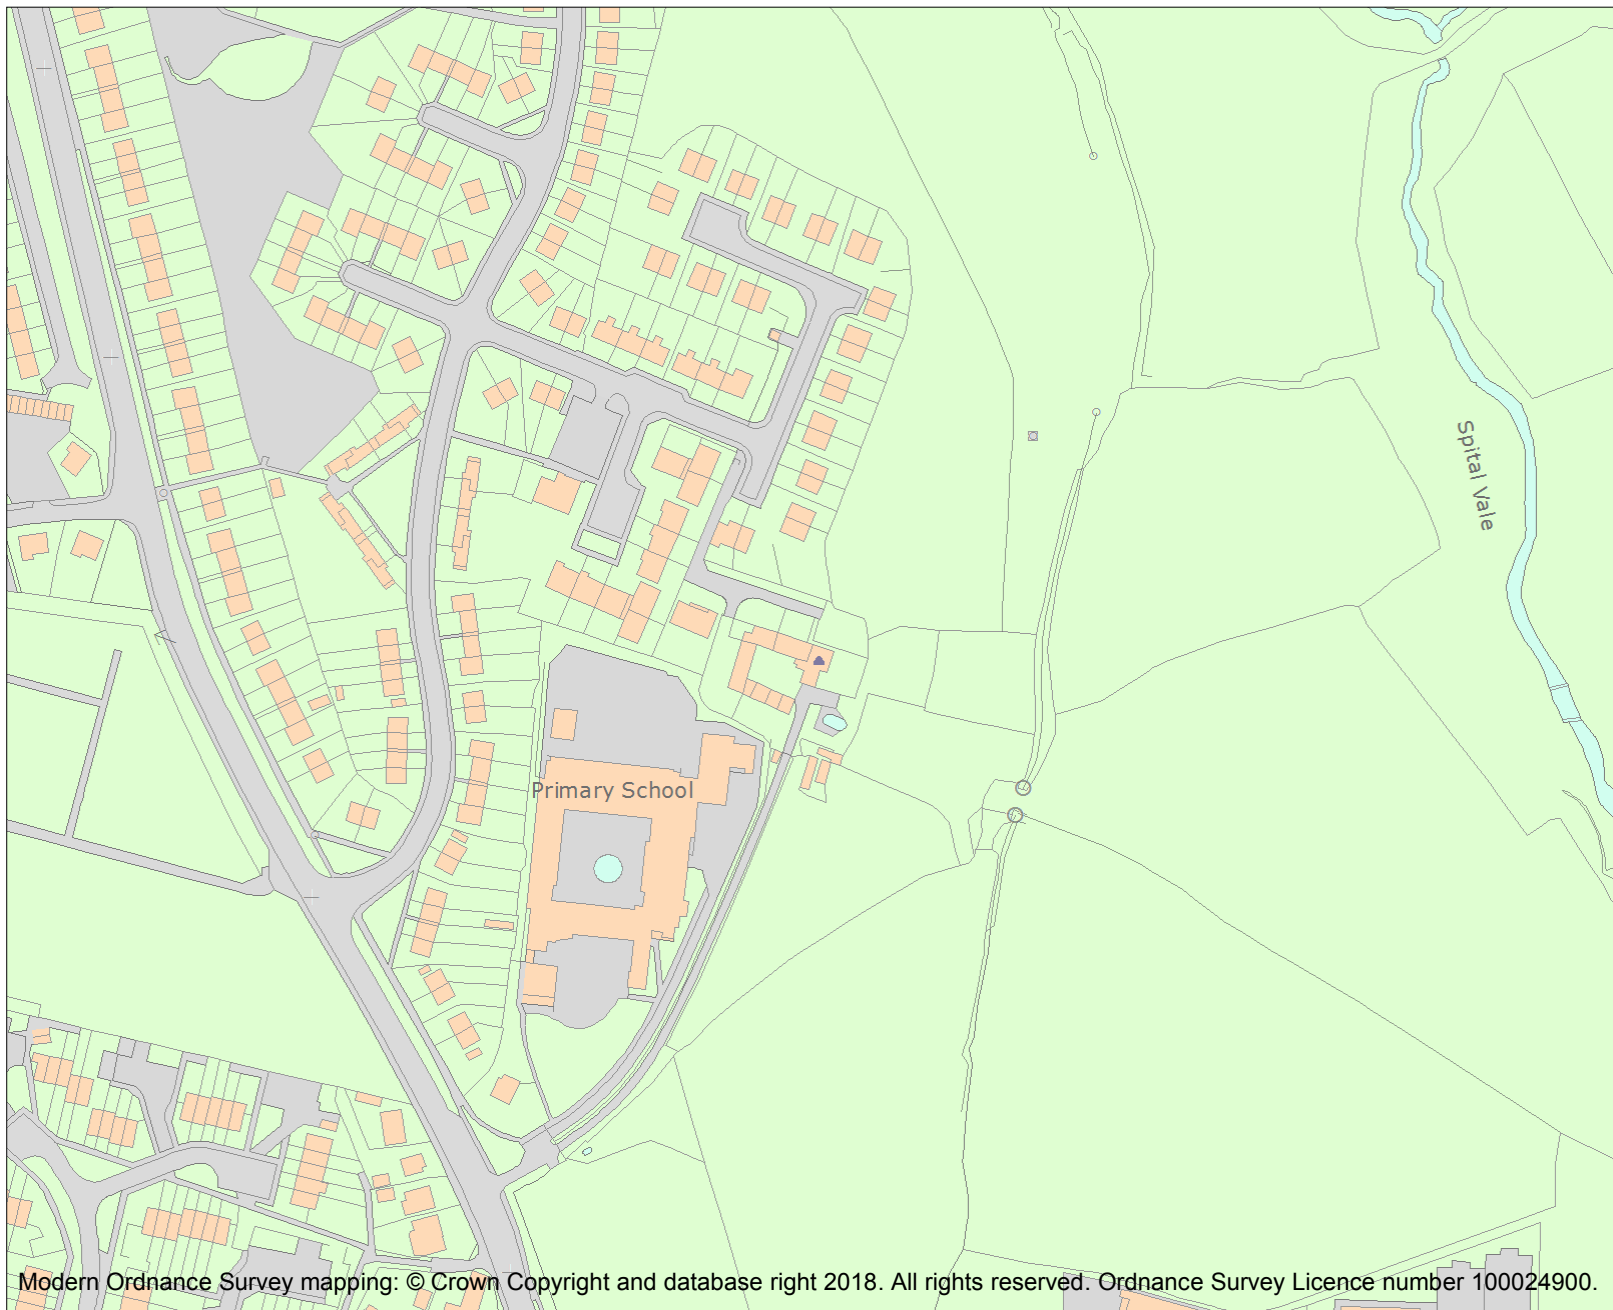 Spital Vale
Primary School
Modern Ordnance Survey mapping: © Crown Copyright and database right 2018. All rights reserved. Ordnance Survey Licence number 100024900.